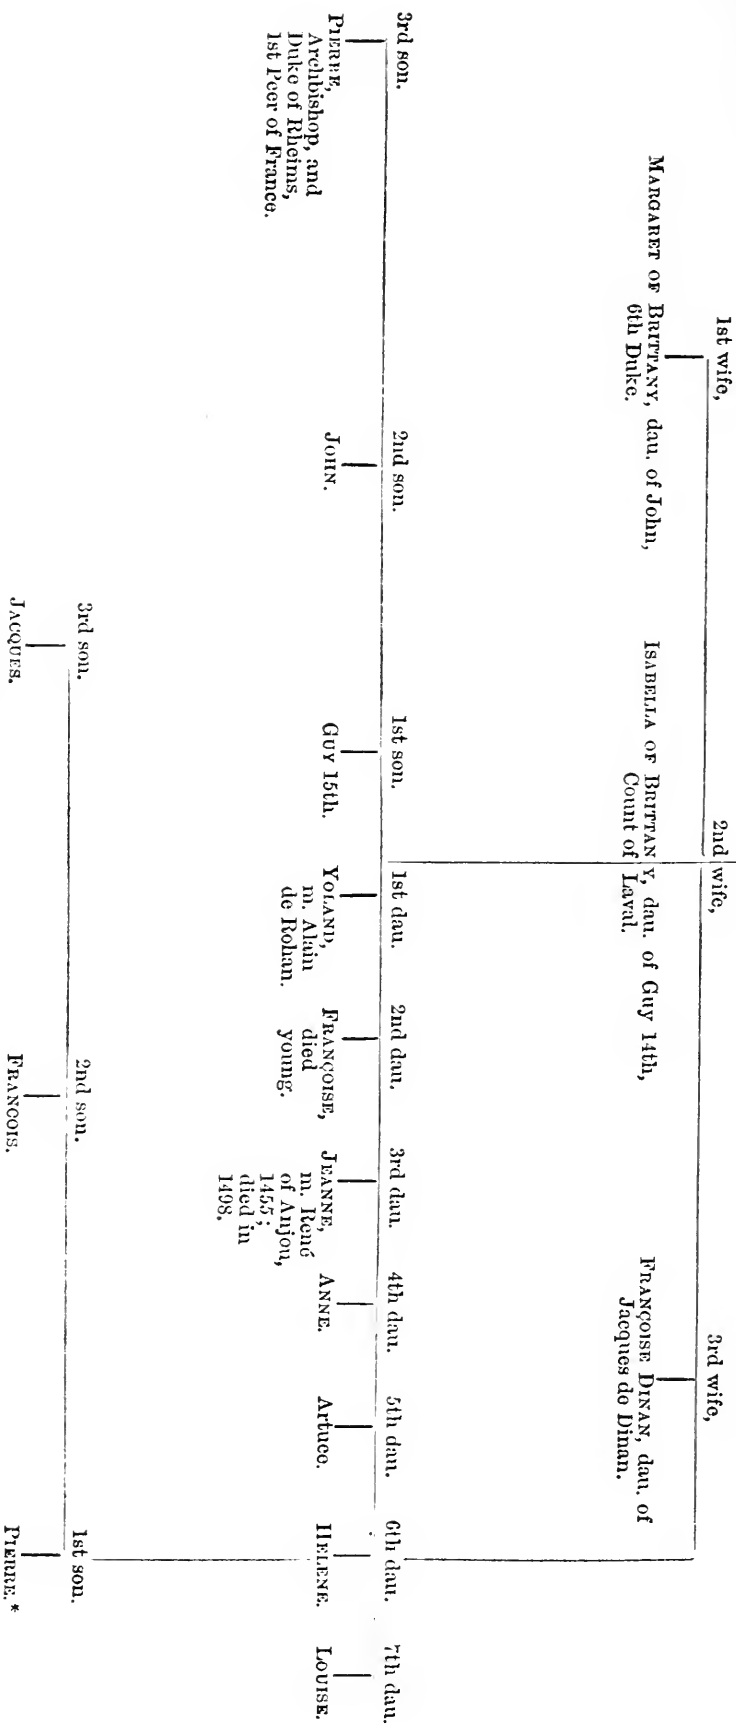 1st wife,
MARGARET OF BRITTANY, dau. of John,
6th Duke.
2nd wife,
ISABELLA OF BRITTANY, dau. of Guy 14th,
Count of Laval.
3rd wife,
FRANÇOISE DINAN, dau. of
Jacques do Dinan.
3rd son.
PIERRE,
Archbishop, and
Duke of Rheims,
1st Peer of France.
2nd son.
JOHN.
1st son.
GUY 15th.
1st dau.
YOLAND,
m. Alain
de Rohan.
2nd dau.
FRANÇOISE,
died
young.
3rd dau.
JEANNE,
m. René
of Anjou,
1455;
died in
1498.
4th dau.
ANNE.
5th dau.
Artuce.
6th dau.
HELENE.
7th dau.
LOUISE.
3rd son.
JACQUES.
2nd son.
FRANCOIS.
1st son.
PIERRE.*